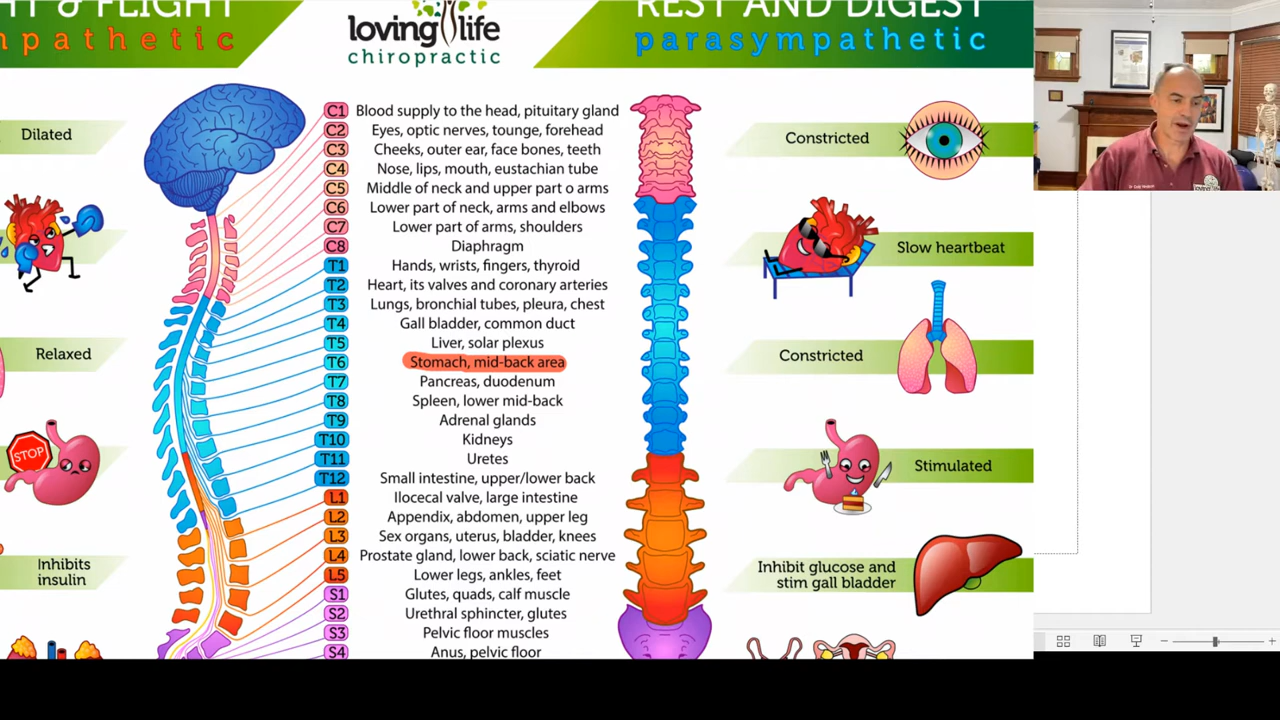 HT & FLIGHT
mpathetic
loving life
chiropractic
REST AND DIGEST
parasympathetic
Dilated
Relaxed
STOP
Inhibits
insulin
C1 Blood supply to the head, pituitary gland
C2 Eyes, optic nerves, tounge, forehead
C3 Cheeks, outer ear, face bones, teeth
C4 Nose, lips, mouth, eustachian tube
C5 Middle of neck and upper part o arms
C6 Lower part of neck, arms and elbows
C7 Lower part of arms, shoulders
C8 Diaphragm
T1 Hands, wrists, fingers, thyroid
T2 Heart, its valves and coronary arteries
T3 Lungs, bronchial tubes, pleura, chest
T4 Gall bladder, common duct
T5 Liver, solar plexus
T6 Stomach, mid-back area
T7 Pancreas, duodenum
T8 Spleen, lower mid-back
T9 Adrenal glands
T10 Kidneys
T11 Uretes
T12 Small intestine, upper/lower back
L1 Ilocecal valve, large intestine
L2 Appendix, abdomen, upper leg
L3 Sex organs, uterus, bladder, knees
L4 Prostate gland, lower back, sciatic nerve
L5 Lower legs, ankles, feet
S1 Glutes, quads, calf muscle
S2 Urethral sphincter, glutes
S3 Pelvic floor muscles
S4 Anus, pelvic floor
Constricted
Slow heartbeat
Constricted
Stimulated
Inhibit glucose and
stim gall bladder